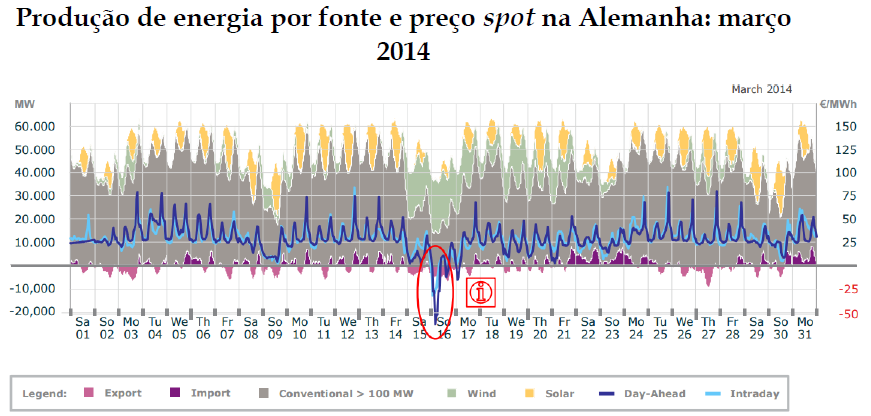 Produção de energia por fonte e preço spot na Alemanha: março
2014
March 2014
MW €/MWh
60.000 150
50.000 125
40.000 100
30.000 75
20.000 50
10.000 25
-10,000 -25
-20,000 -50
Sa So Mo Tu We Th Fr Sa So Mo Tu We Th Fr Sa So Mo Tu We Th Fr Sa So Mo Tu We Th Fr Sa So Mo
01 02 03 04 05 06 07 08 09 10 11 12 13 14 15 16 17 18 19 20 21 22 23 24 25 26 27 28 29 30 31
i
Legend: Export Import Conventional > 100 MW Wind Solar Day-Ahead Intraday